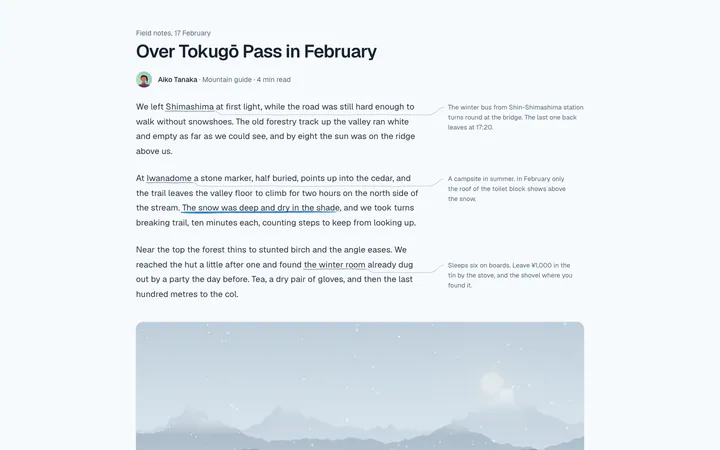 Field notes, 17 February
Over Tokugō Pass in February
Aiko Tanaka · Mountain guide · 4 min read
We left Shimashima at first light, while the road was still hard enough to
walk without snowshoes. The old forestry track up the valley ran white
and empty as far as we could see, and by eight the sun was on the ridge
above us.
The winter bus from Shin-Shimashima station
turns round at the bridge. The last one back
leaves at 17:20.
At Iwanadome a stone marker, half buried, points up into the cedar, and
the trail leaves the valley floor to climb for two hours on the north side of
the stream. The snow was deep and dry in the shade, and we took turns
breaking trail, ten minutes each, counting steps to keep from looking up.
A campsite in summer. In February only
the roof of the toilet block shows above
the snow.
Near the top the forest thins to stunted birch and the angle eases. We
reached the hut a little after one and found the winter room already dug
out by a party the day before. Tea, a dry pair of gloves, and then the last
hundred metres to the col.
Sleeps six on boards. Leave ¥1,000 in the
tin by the stove, and the shovel where you
found it.